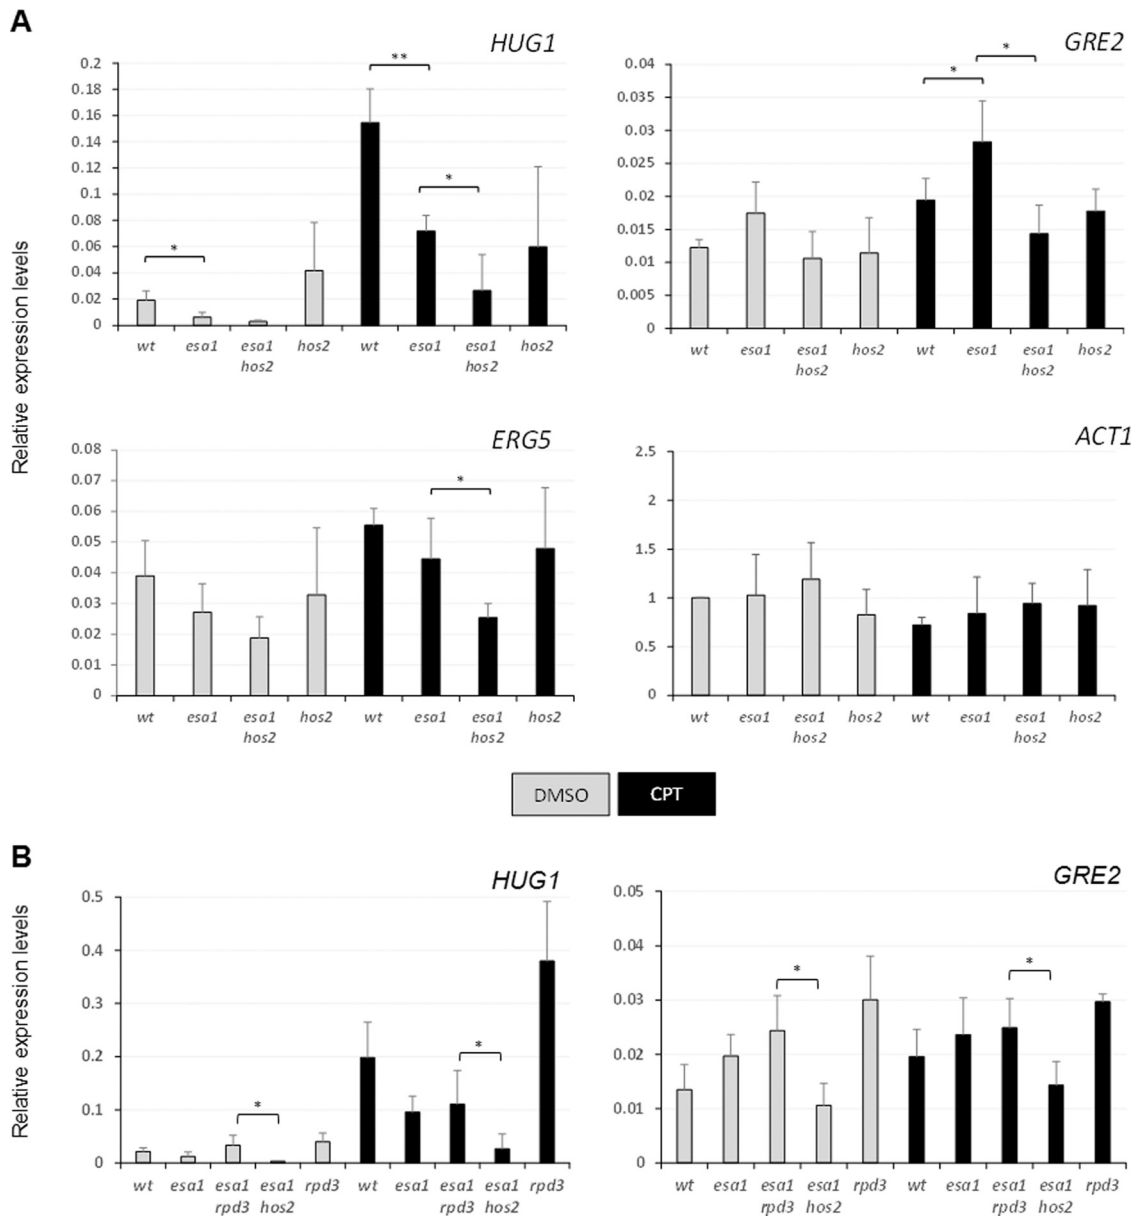 A
HUG1
GRE2
Relative expression levels
0.2
0.18
0.16
0.14
0.12
0.1
0.08
0.06
0.04
0.02
0
**
*
*
wt
esa1
esa1
hos2
hos2
wt
esa1
esa1
hos2
hos2
0.04
0.035
0.03
0.025
0.02
0.015
0.01
0.005
0
*
*
wt
esa1
esa1
hos2
hos2
wt
esa1
esa1
hos2
hos2
ERG5
ACT1
0.08
0.07
0.06
0.05
0.04
0.03
0.02
0.01
0
*
wt
esa1
esa1
hos2
hos2
wt
esa1
esa1
hos2
hos2
2.5
2
1.5
1
0.5
0
wt
esa1
esa1
hos2
hos2
wt
esa1
esa1
hos2
hos2
DMSO
CPT
B
HUG1
GRE2
Relative expression levels
0.5
0.4
0.3
0.2
0.1
0
*
*
wt
esa1
esa1
rpd3
esa1
hos2
rpd3
wt
esa1
esa1
rpd3
esa1
hos2
rpd3
0.05
0.04
0.03
0.02
0.01
0
*
*
wt
esa1
esa1
rpd3
esa1
hos2
rpd3
wt
esa1
esa1
rpd3
esa1
hos2
rpd3